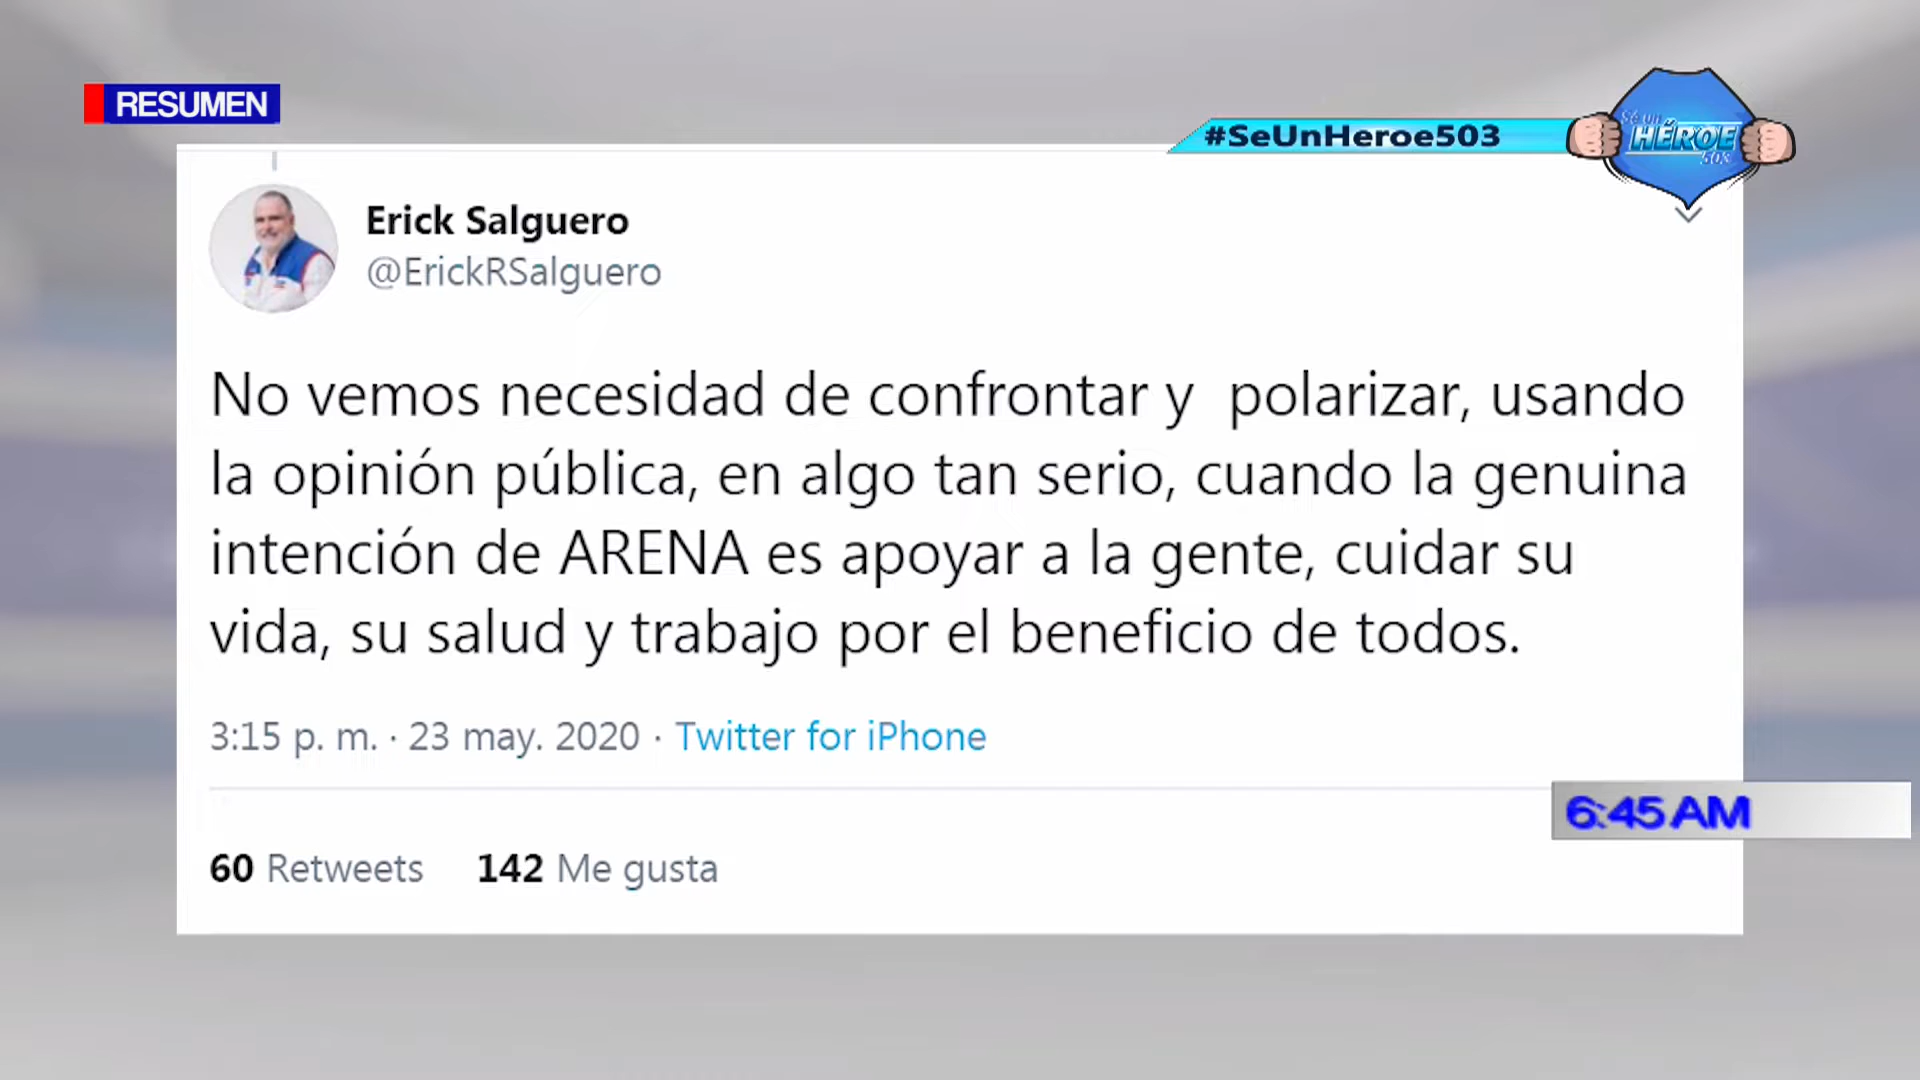 RESUMEN
#SeUnHeroe503
Sé un
HÉROE
503
Erick Salguero
@ErickRSalguero
No vemos necesidad de confrontar y  polarizar, usando
la opinión pública, en algo tan serio, cuando la genuina
intención de ARENA es apoyar a la gente, cuidar su
vida, su salud y trabajo por el beneficio de todos.
3:15 p. m. · 23 may. 2020 · Twitter for iPhone
6:45 AM
60 Retweets 142 Me gusta